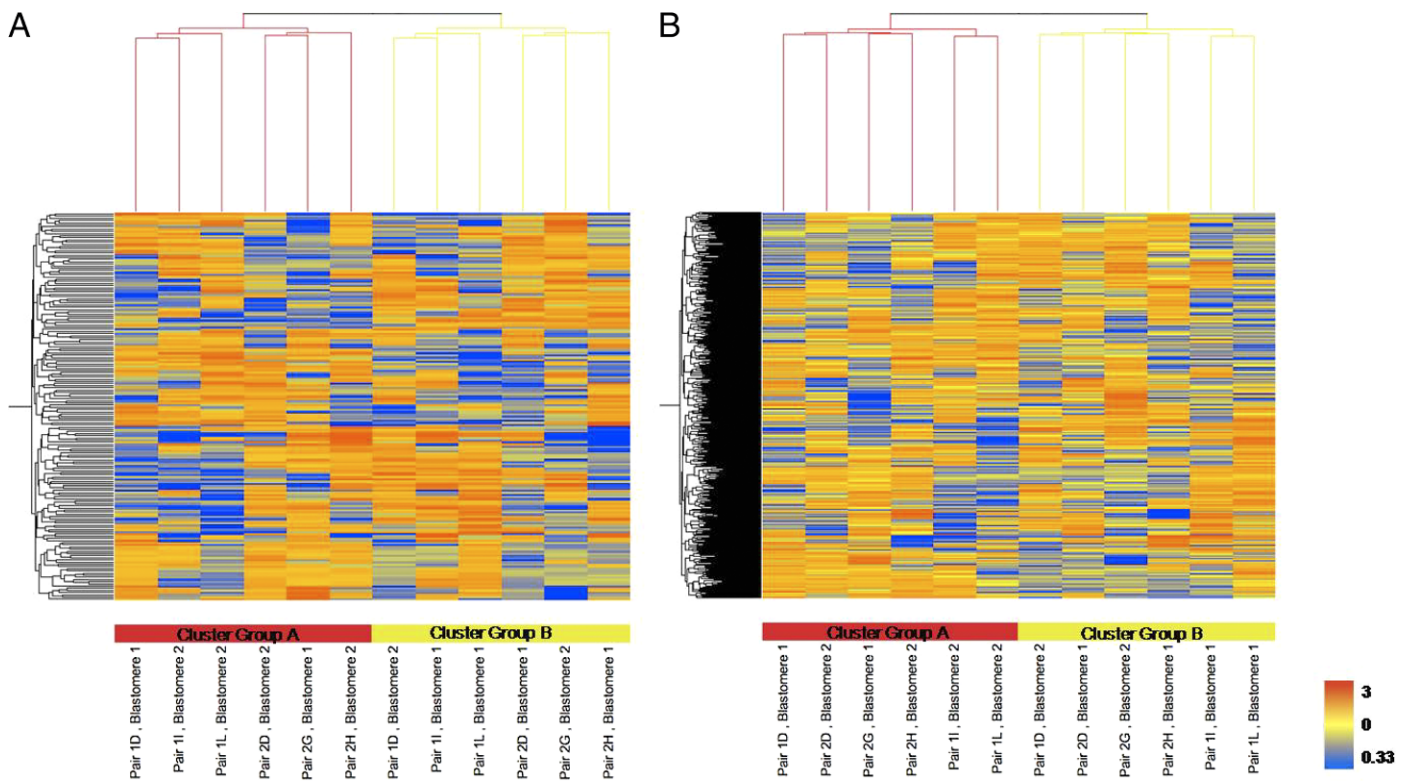 A
Cluster Group A
Cluster Group B
Pair 1D , Blastomere 1
Pair 1I , Blastomere 2
Pair 1L , Blastomere 2
Pair 2D , Blastomere 2
Pair 2G , Blastomere 1
Pair 2H , Blastomere 2
Pair 1D , Blastomere 2
Pair 1I , Blastomere 1
Pair 1L , Blastomere 1
Pair 2D , Blastomere 1
Pair 2G , Blastomere 2
Pair 2H , Blastomere 1
B
Cluster Group A
Cluster Group B
Pair 1D , Blastomere 1
Pair 2D , Blastomere 2
Pair 2G , Blastomere 1
Pair 2H , Blastomere 2
Pair 1I , Blastomere 2
Pair 1L , Blastomere 2
Pair 1D , Blastomere 2
Pair 2D , Blastomere 1
Pair 2G , Blastomere 2
Pair 2H , Blastomere 1
Pair 1I , Blastomere 1
Pair 1L , Blastomere 1
3
0
0.33